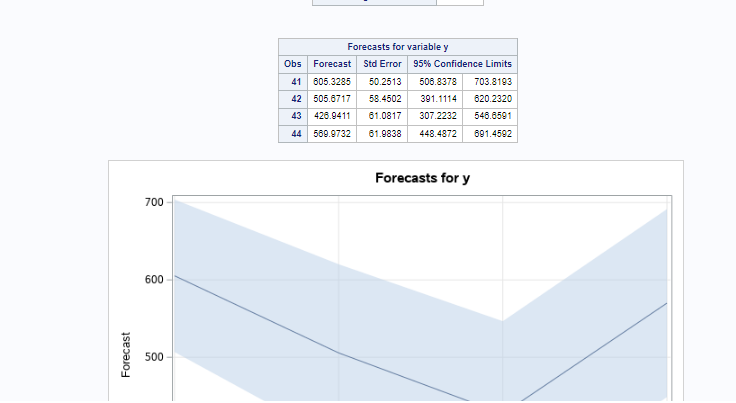 Forecasts for variable y
Obs Forecast Std Error 95% Confidence Limits
41 605.3285 50.2513 506.8378 703.8193
42 505.6717 58.4502 391.1114 620.2320
43 426.9411 61.0817 307.2232 546.6591
44 569.9732 61.9838 448.4872 691.4592
Forecasts for y
700
600
500
Forecast